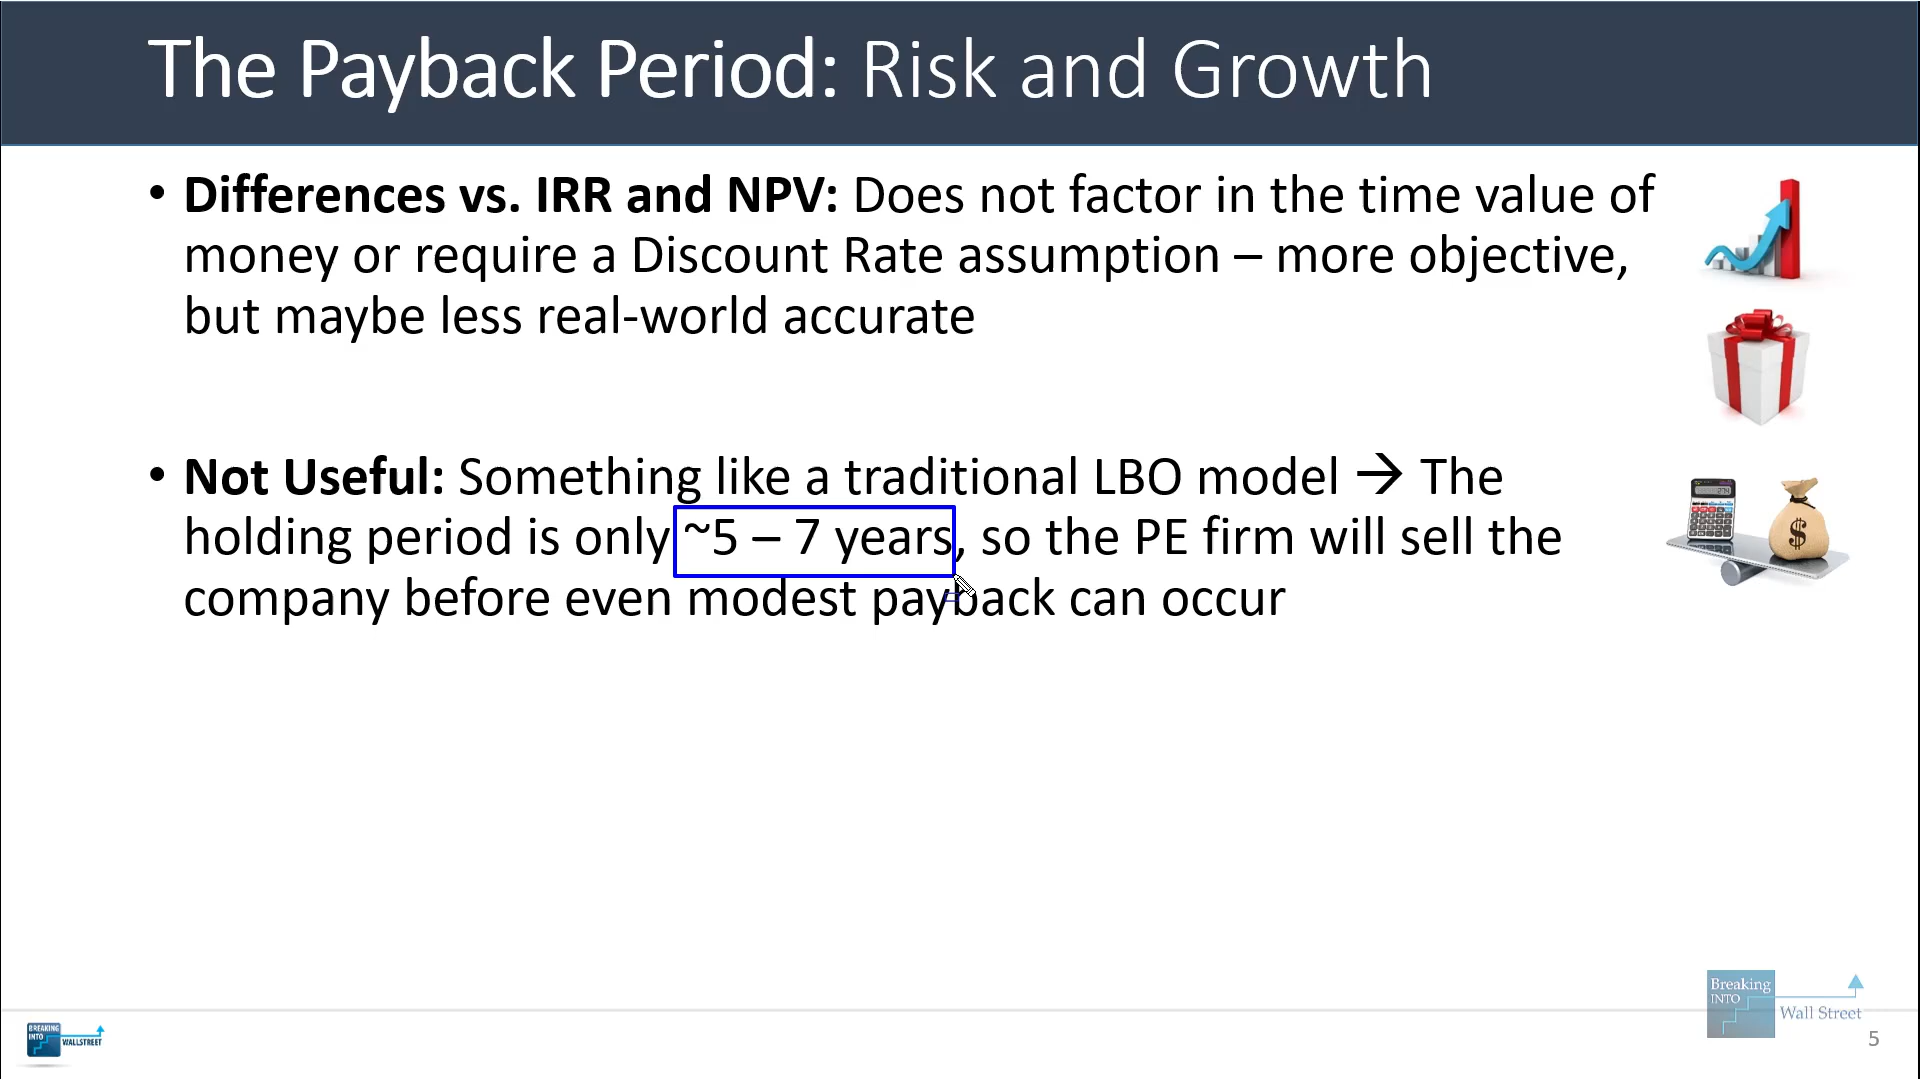 The Payback Period: Risk and Growth
• Differences vs. IRR and NPV: Does not factor in the time value of
money or require a Discount Rate assumption – more objective,
but maybe less real-world accurate
• Not Useful: Something like a traditional LBO model → The
holding period is only ~5 – 7 years, so the PE firm will sell the
company before even modest payback can occur
$
Breaking
INTO
Wall Street
BREAKING
INTO
WALLSTREET
5